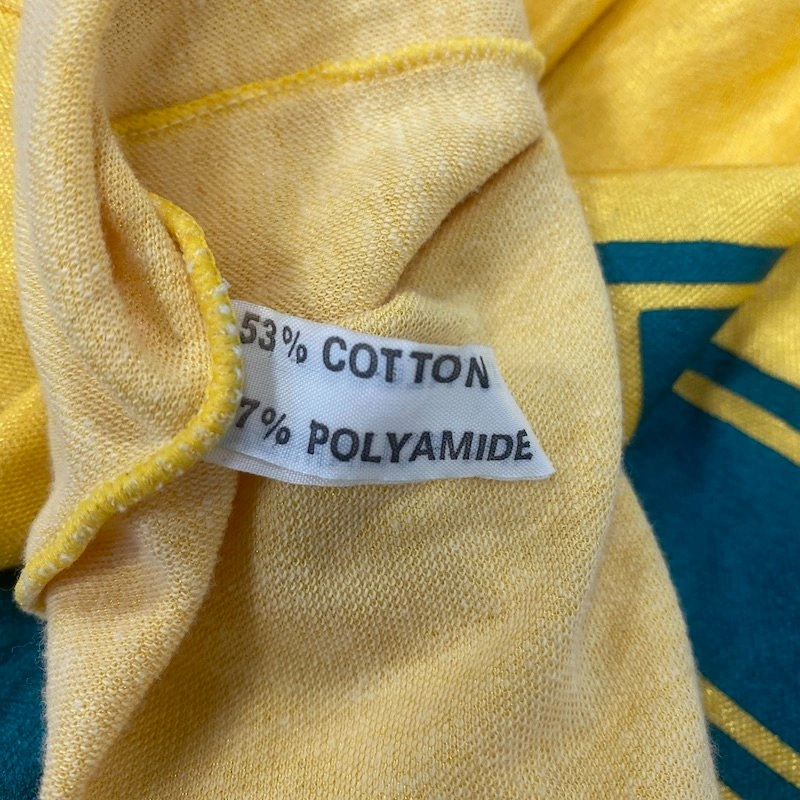 53% COTTON
7% POLYAMIDE